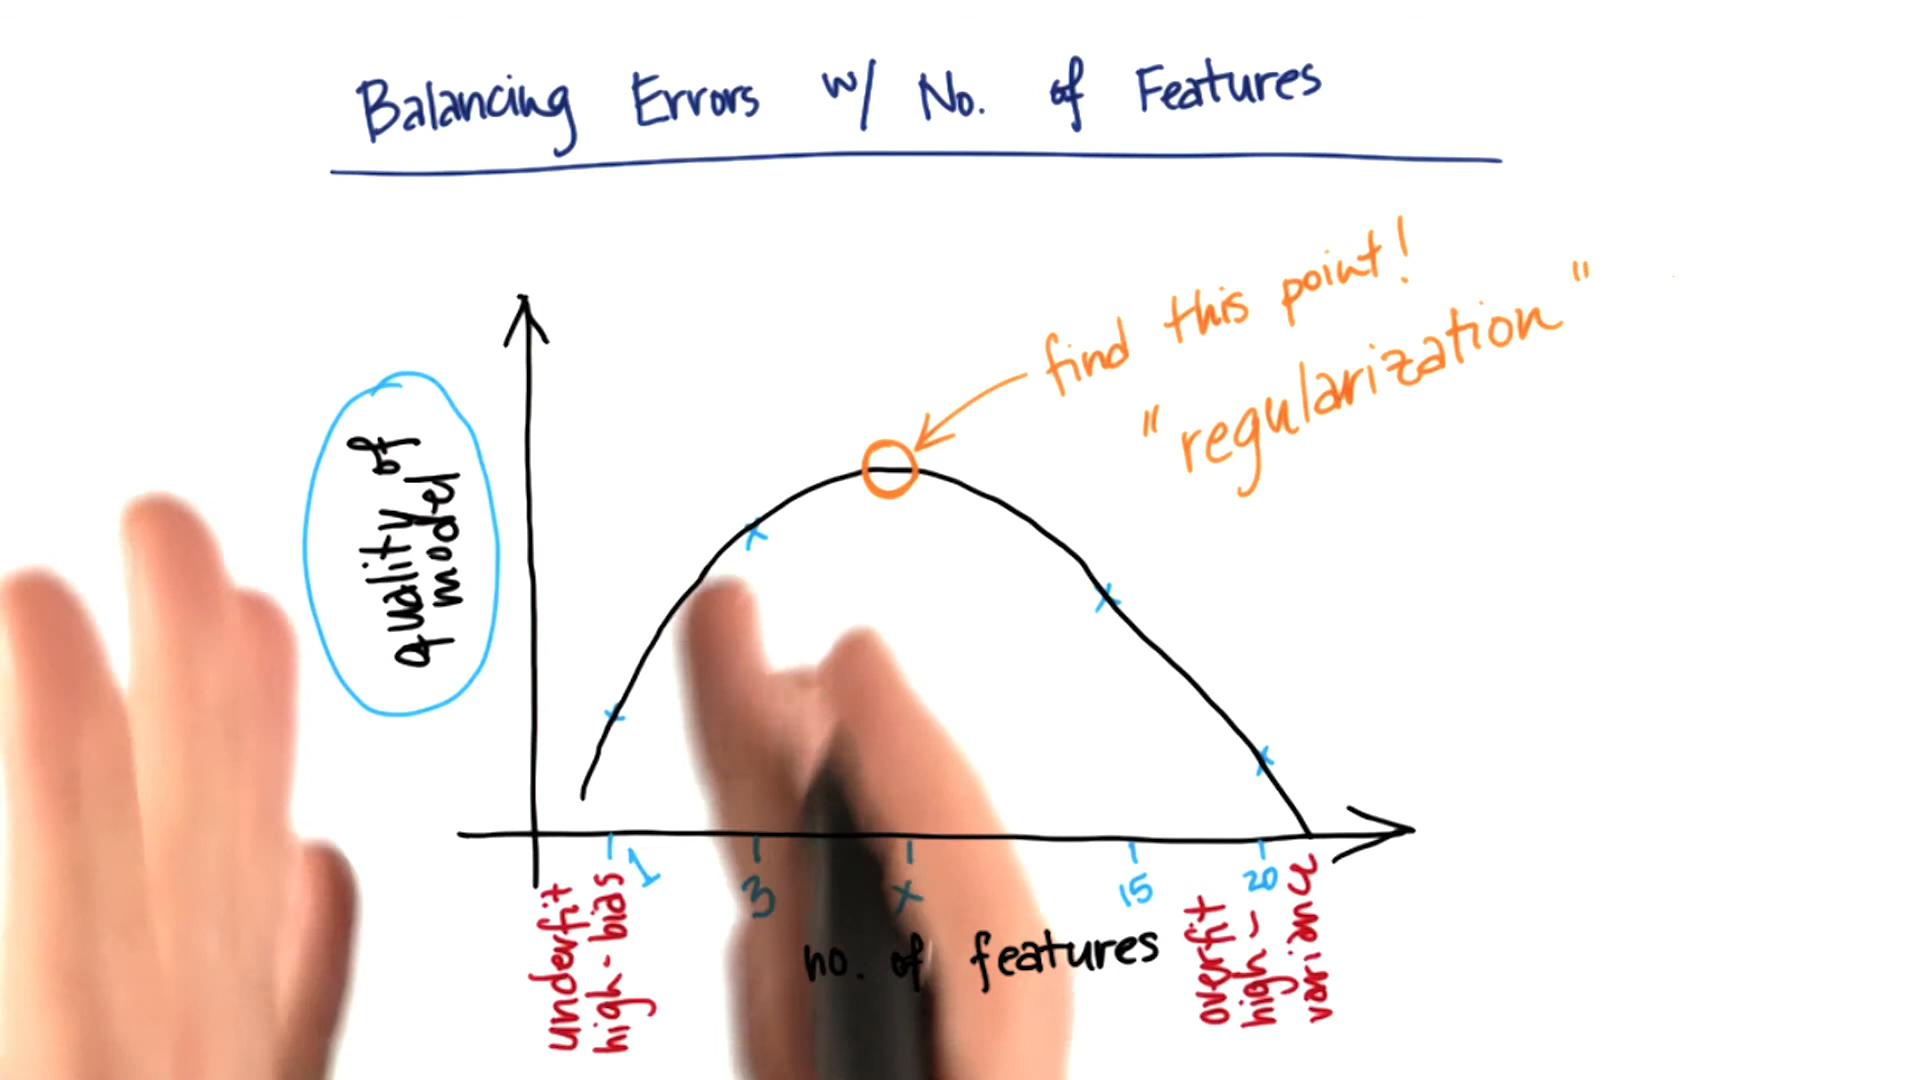 Balancing Errors w/ No. of Features
find this point!
"regularization"
quality of
model
1
3
x
15
20
no. of features
underfit
high-bias
overfit
high-
variance